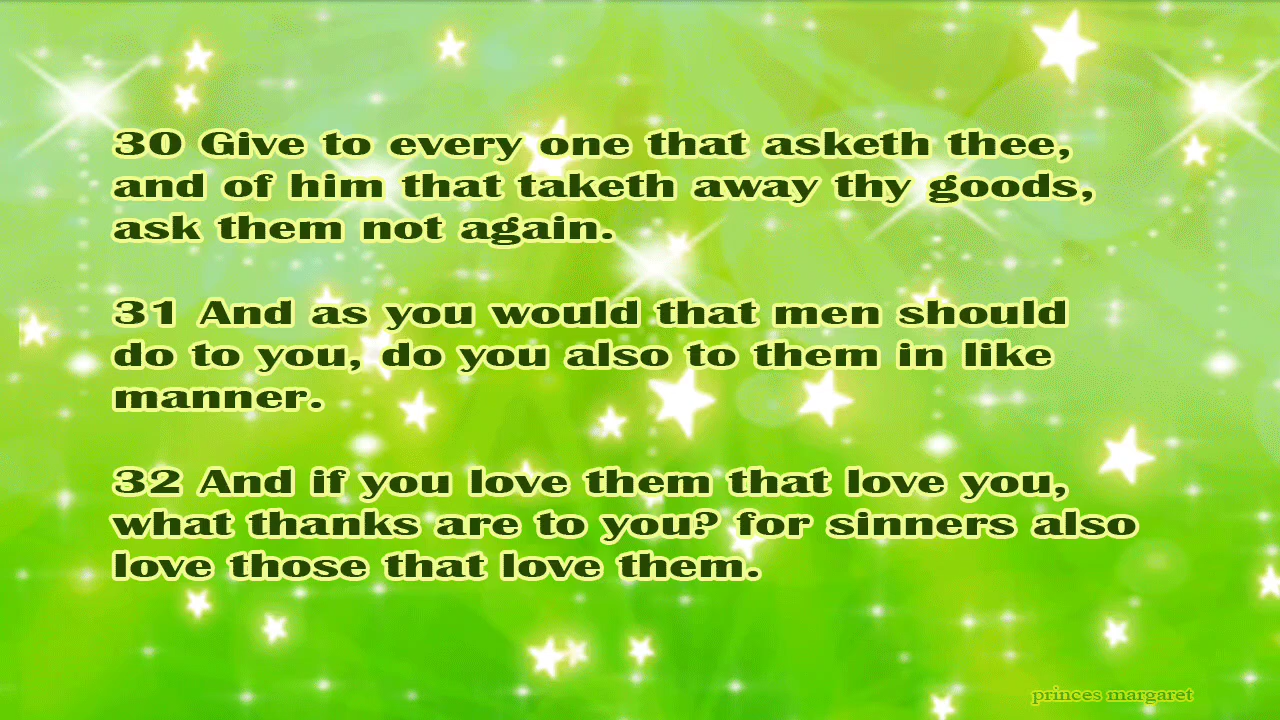 30 Give to every one that asketh thee,
and of him that taketh away thy goods,
ask them not again.
31 And as you would that men should
do to you, do you also to them in like
manner.
32 And if you love them that love you,
what thanks are to you? for sinners also
love those that love them.
princes margaret